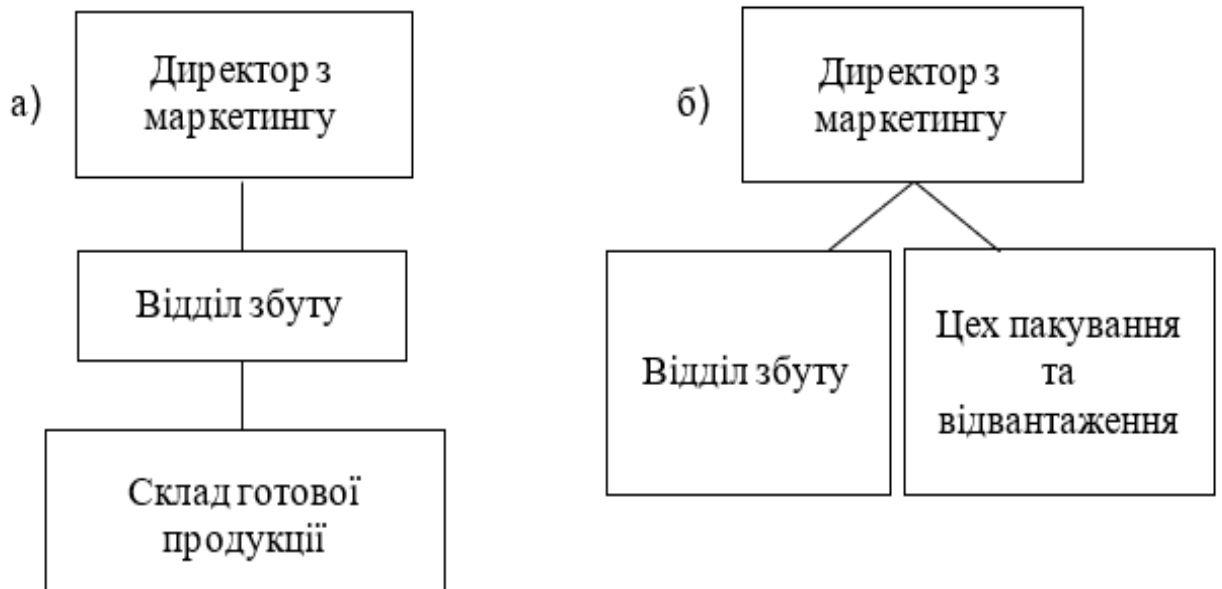 а)
Директор з
маркетингу
Відділ збуту
Склад готової
продукції
б)
Директор з
маркетингу
Відділ збуту
Цех пакування
та
відвантаження